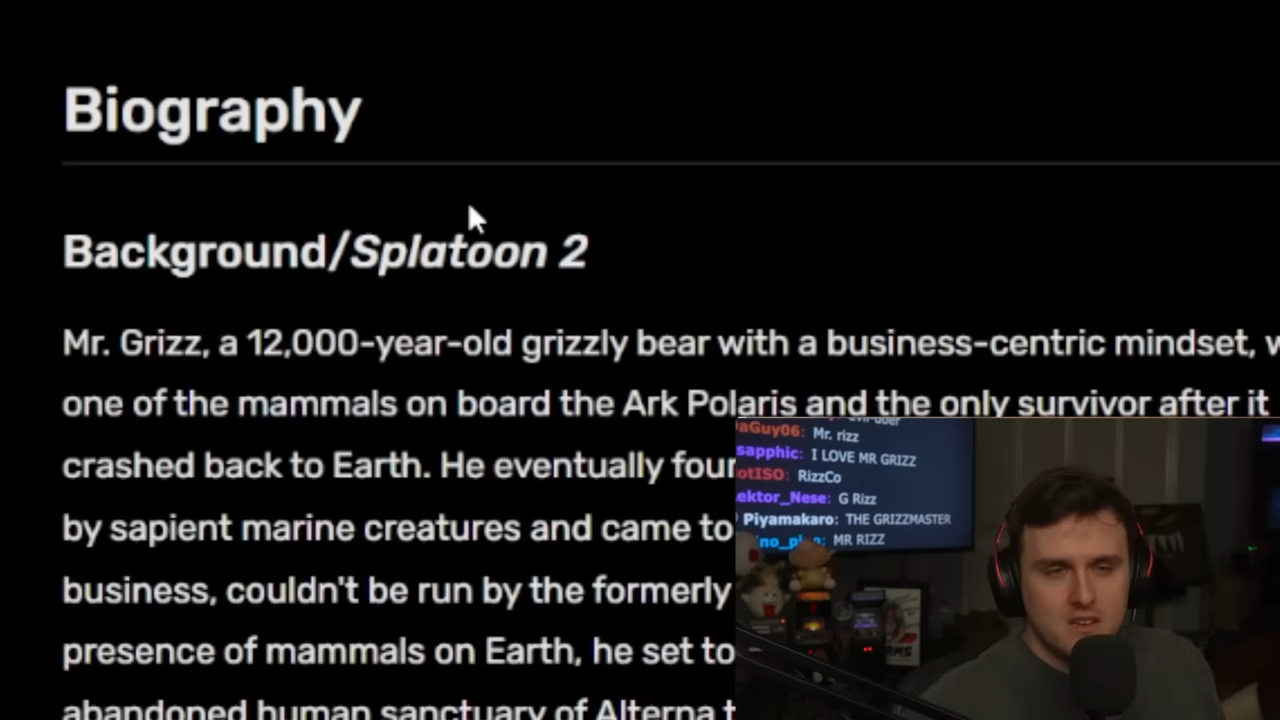 Biography
Background/Splatoon 2
Mr. Grizz, a 12,000-year-old grizzly bear with a business-centric mindset,
one of the mammals on board the Ark Polaris and the only survivor after it
crashed back to Earth. He eventually
by sapient marine creatures and came to
business, couldn't be run by the formerly
presence of mammals on Earth, he set to
abandoned human sanctuary of Alterna
evil-doer
aGuy06: Mr. rizz
sapphic: I LOVE MR GRIZZ
otISO: RizzCo
ektor_Nese: G Rizz
Piyamakaro: THE GRIZZMASTER
MR RIZZ